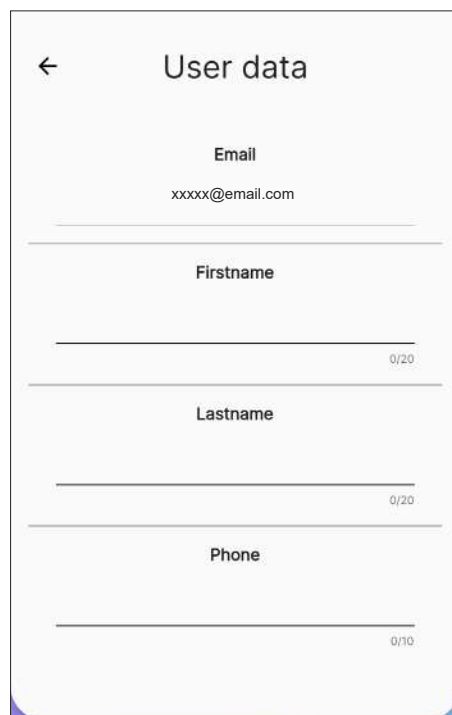 User data
Email
xxxxx@email.com
Firstname
0/20
Lastname
0/20
Phone
0/10